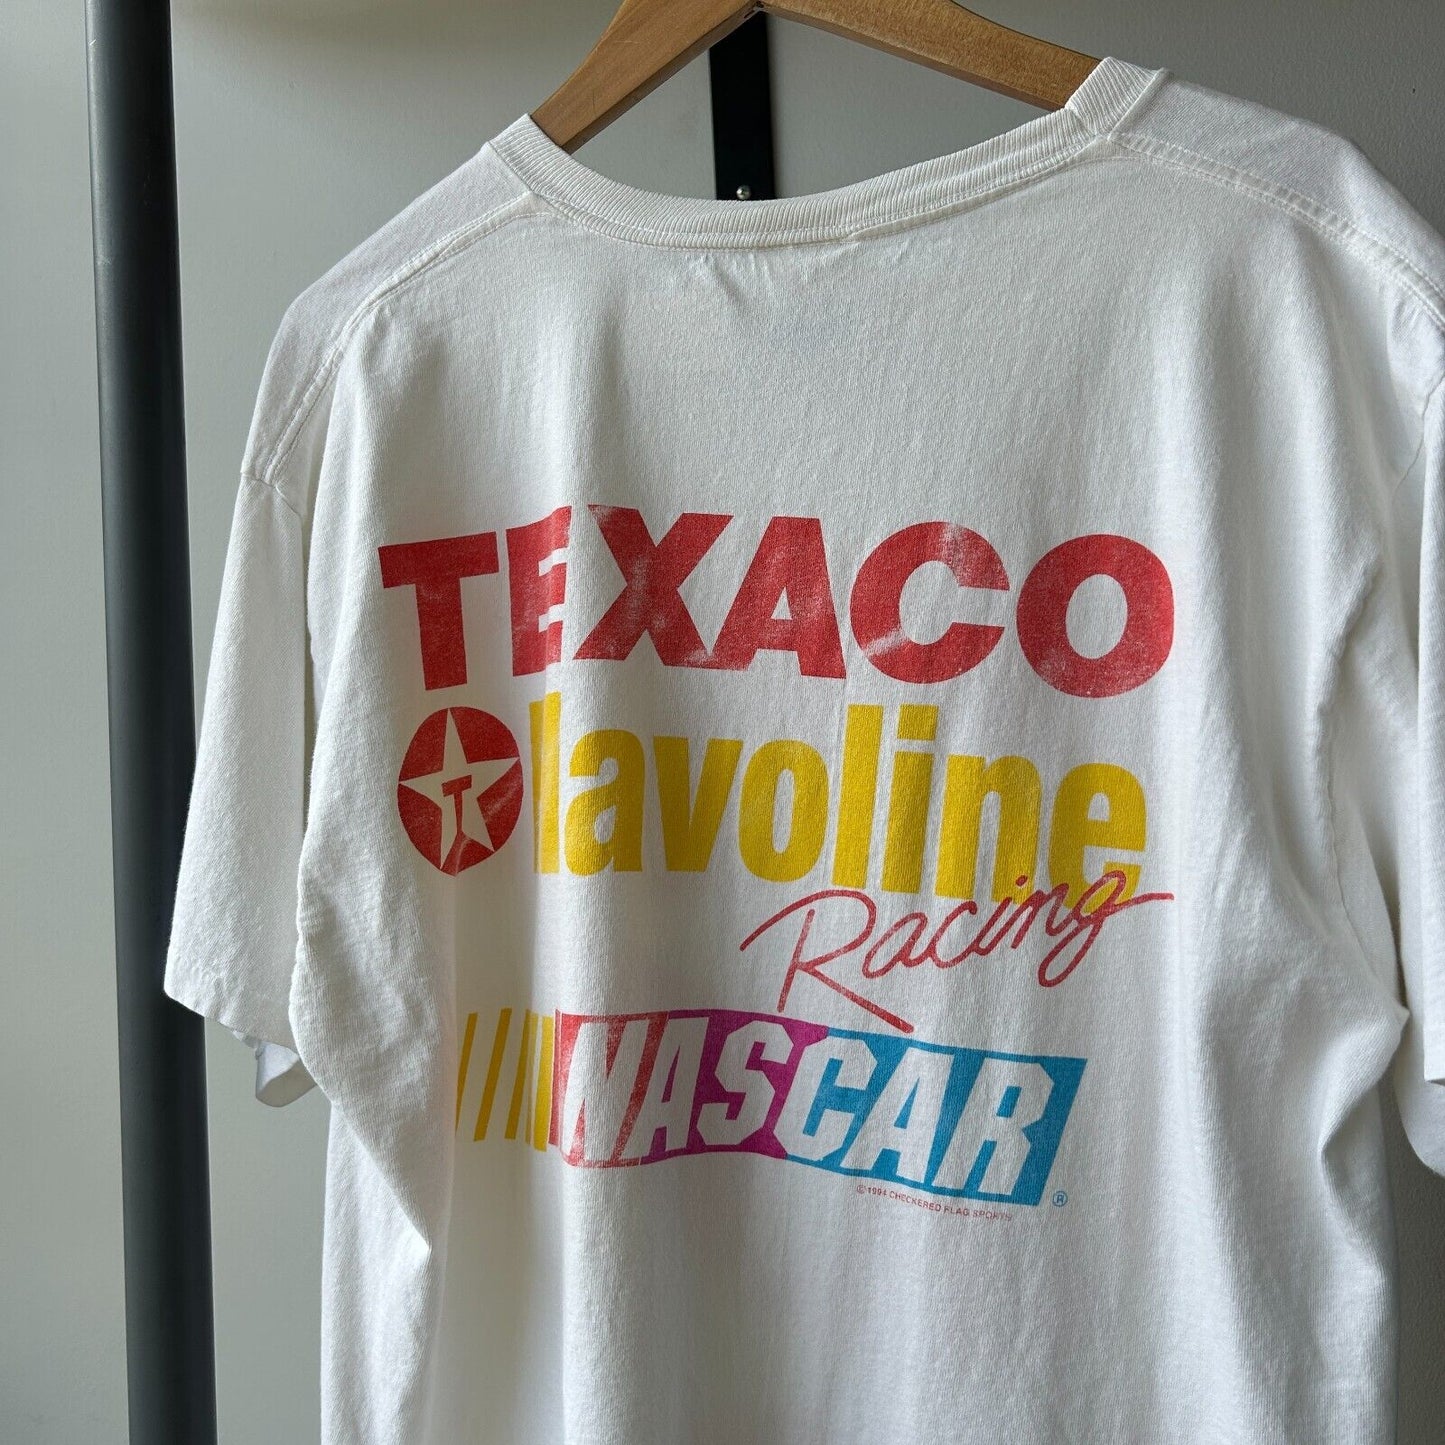 TEXACO
T Havoline
Racing
NASCAR ®
©1994 CHECKERED FLAG SPORTS